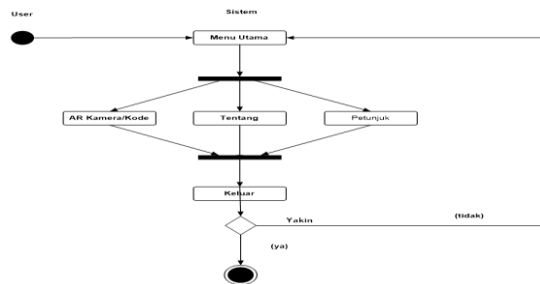 User
Sistem
Menu Utama
AR Kamera/Kode
Tentang
Petunjuk
Keluar
Yakin
(tidak)
(ya)